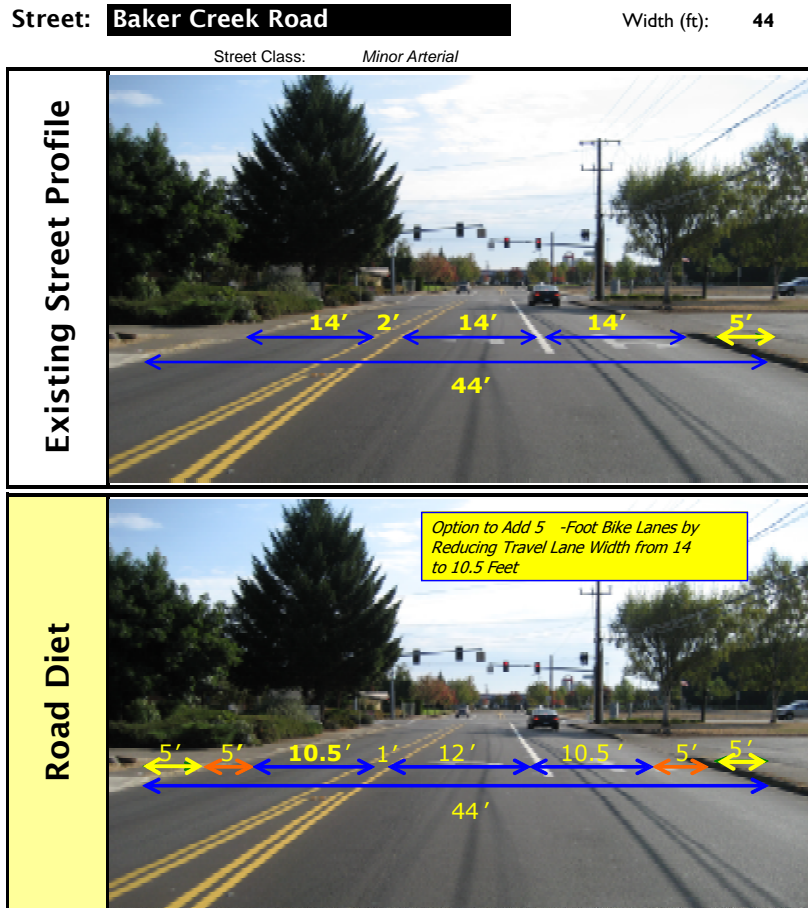 Street: Baker Creek Road Width (ft): 44
Street Class: Minor Arterial
Existing Street Profile
14′ 2′ 14′ 14′ 5′
44′
Road Diet
Option to Add 5 -Foot Bike Lanes by
Reducing Travel Lane Width from 14
to 10.5 Feet
5′ 5′ 10.5′ 1′ 12′ 10.5′ 5′ 5′
44′